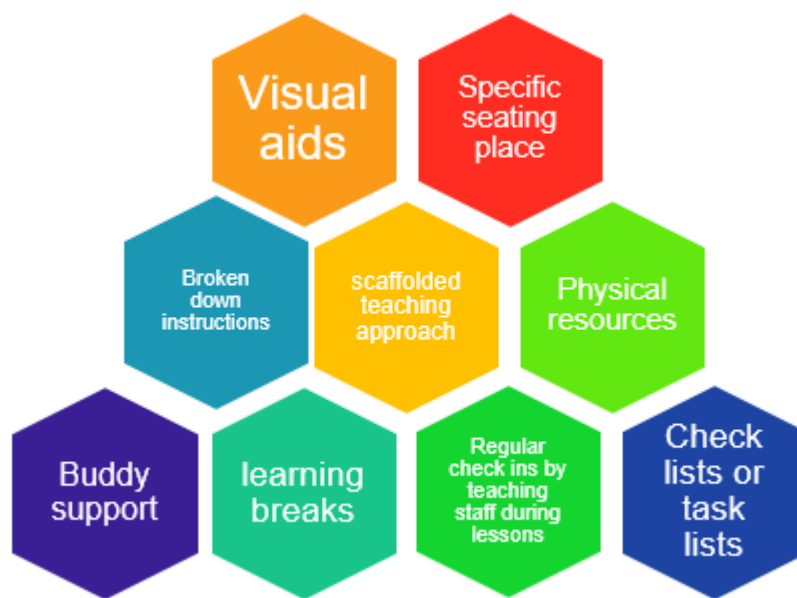 Visual
aids
Specific
seating
place
Broken
down
instructions
scaffolded
teaching
approach
Physical
resources
Buddy
support
learning
breaks
Regular
check ins by
teaching
staff during
lessons
Check
lists or
task
lists